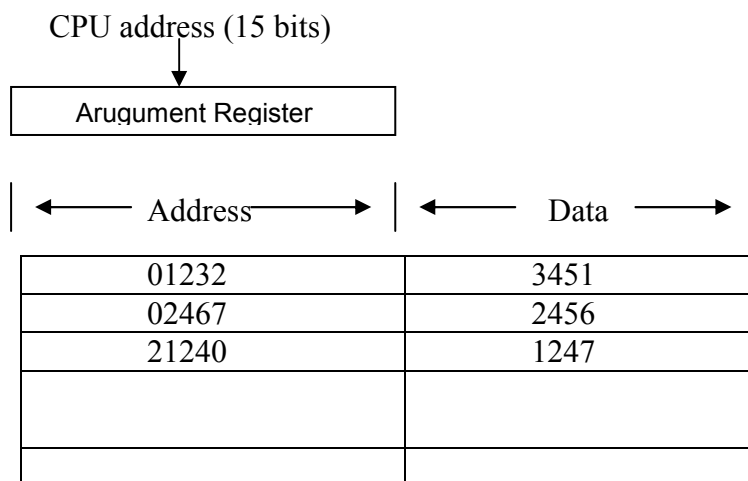 CPU address (15 bits)
Arugument Register
Address Data
01232 3451
02467 2456
21240 1247